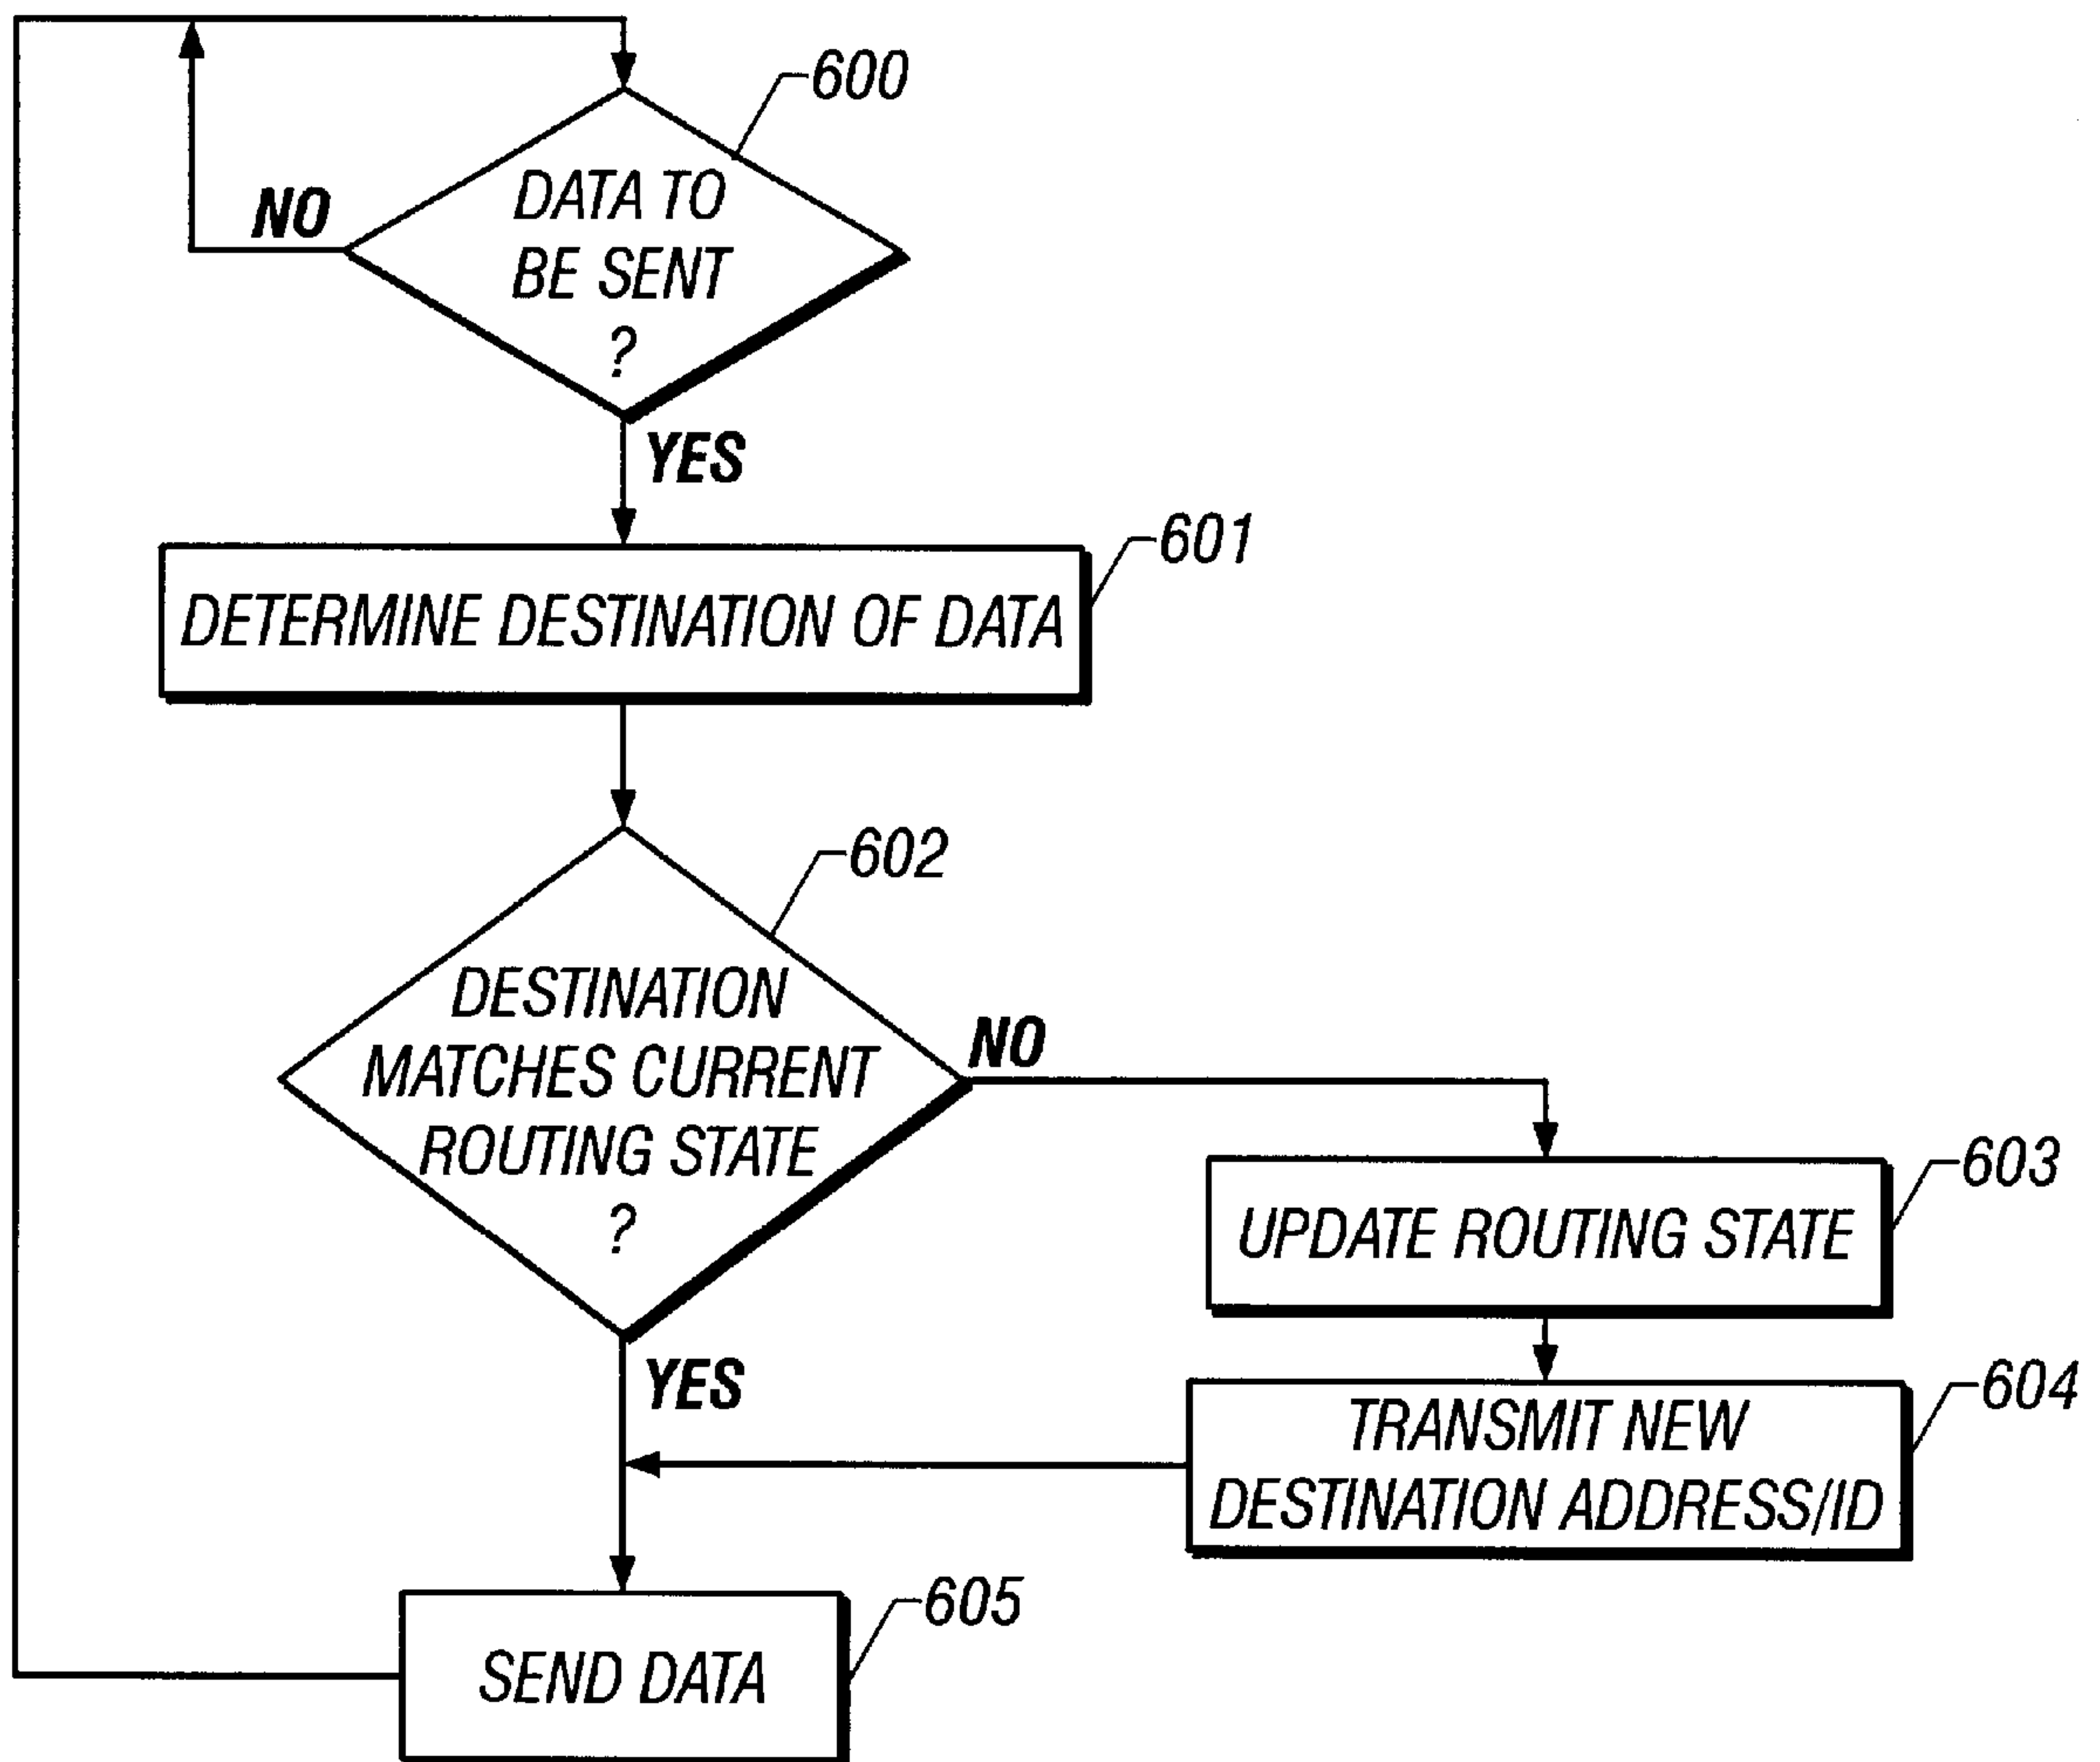 600
DATA TO
BE SENT
?
NO
YES
601
DETERMINE DESTINATION OF DATA
602
DESTINATION
MATCHES CURRENT
ROUTING STATE
?
NO
YES
603
UPDATE ROUTING STATE
604
TRANSMIT NEW
DESTINATION ADDRESS/ID
605
SEND DATA